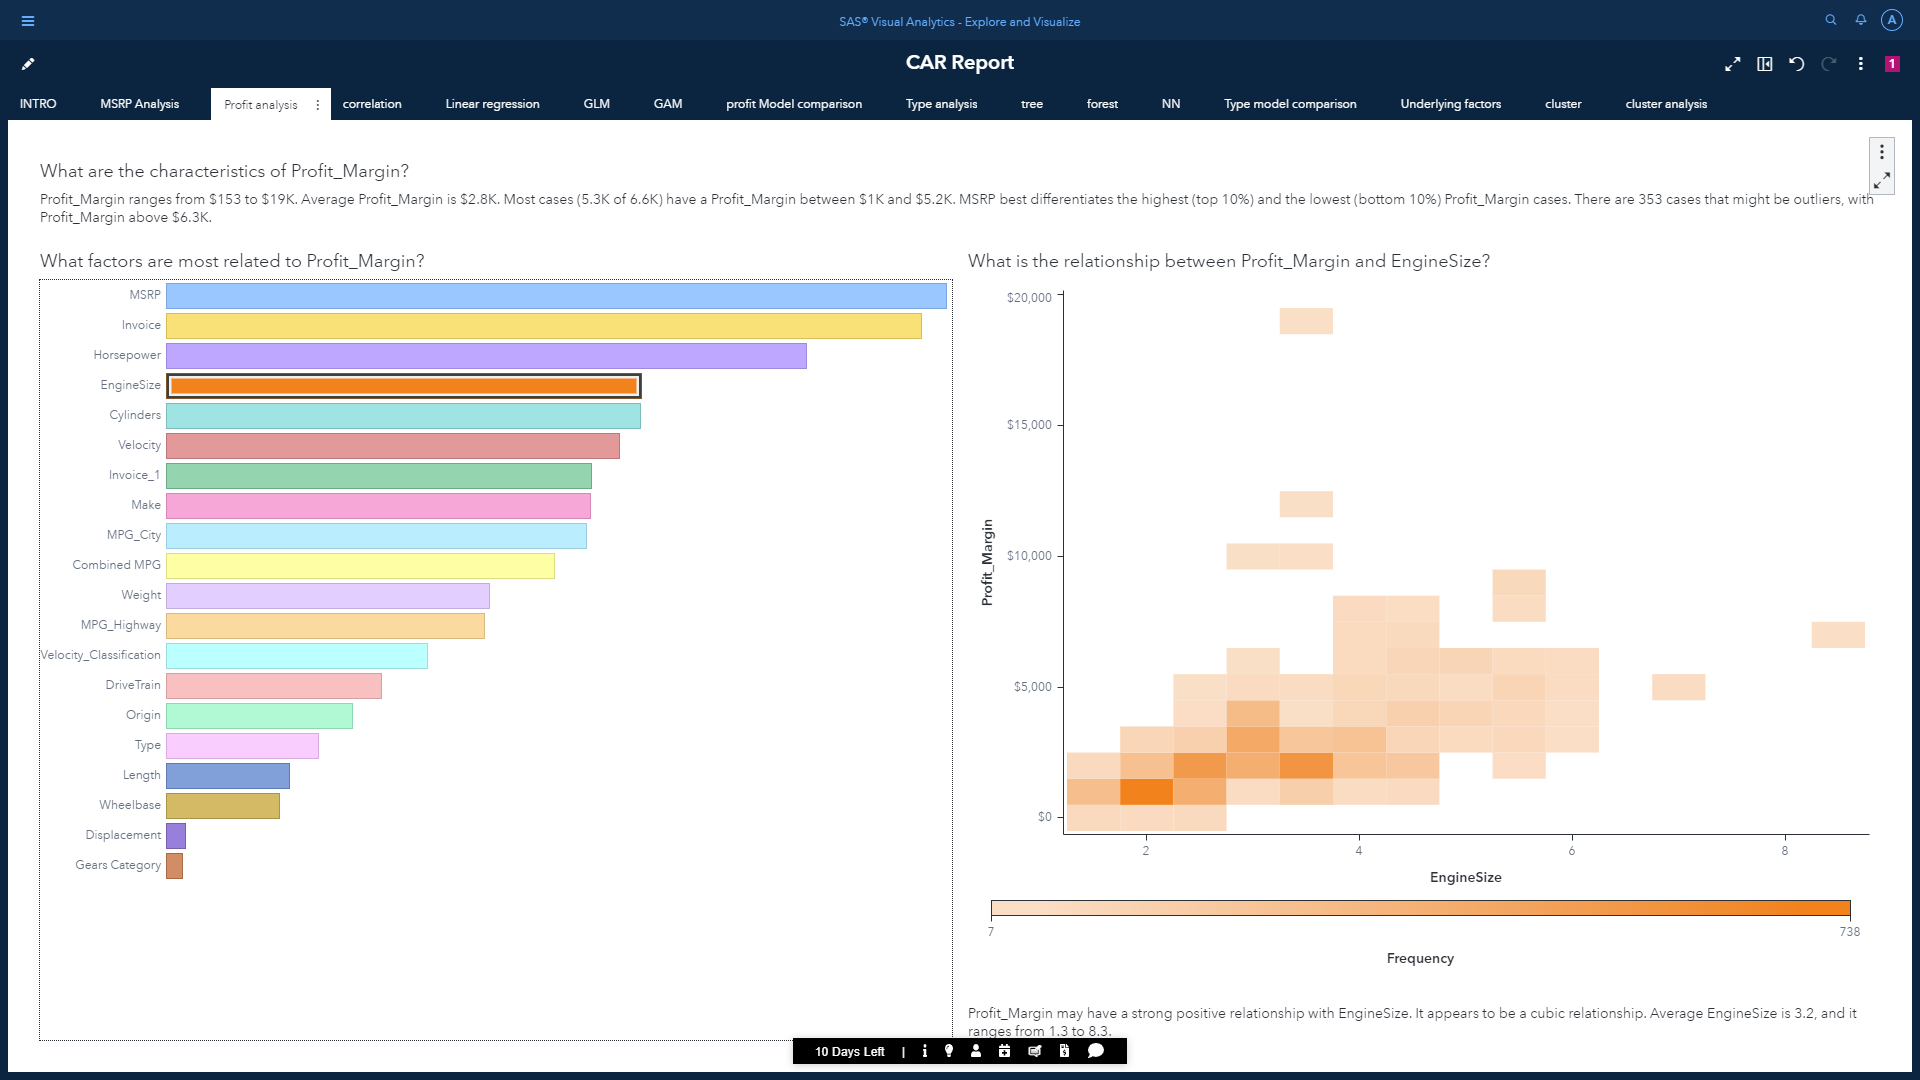 SAS® Visual Analytics - Explore and Visualize
A
CAR Report
1
INTRO MSRP Analysis Profit analysis correlation Linear regression GLM GAM profit Model comparison Type analysis tree forest NN Type model comparison Underlying factors cluster cluster analysis
What are the characteristics of Profit_Margin?
Profit_Margin ranges from $153 to $19K. Average Profit_Margin is $2.8K. Most cases (5.3K of 6.6K) have a Profit_Margin between $1K and $5.2K. MSRP best differentiates the highest (top 10%) and the lowest (bottom 10%) Profit_Margin cases. There are 353 cases that might be outliers, with
Profit_Margin above $6.3K.
What factors are most related to Profit_Margin?
MSRP
Invoice
Horsepower
EngineSize
Cylinders
Velocity
Invoice_1
Make
MPG_City
Combined MPG
Weight
MPG_Highway
Velocity_Classification
DriveTrain
Origin
Type
Length
Wheelbase
Displacement
Gears Category
What is the relationship between Profit_Margin and EngineSize?
$20,000
$15,000
$10,000
$5,000
$0
Profit_Margin
2 4 6 8
EngineSize
7 738
Frequency
Profit_Margin may have a strong positive relationship with EngineSize. It appears to be a cubic relationship. Average EngineSize is 3.2, and it
ranges from 1.3 to 8.3.
10 Days Left |